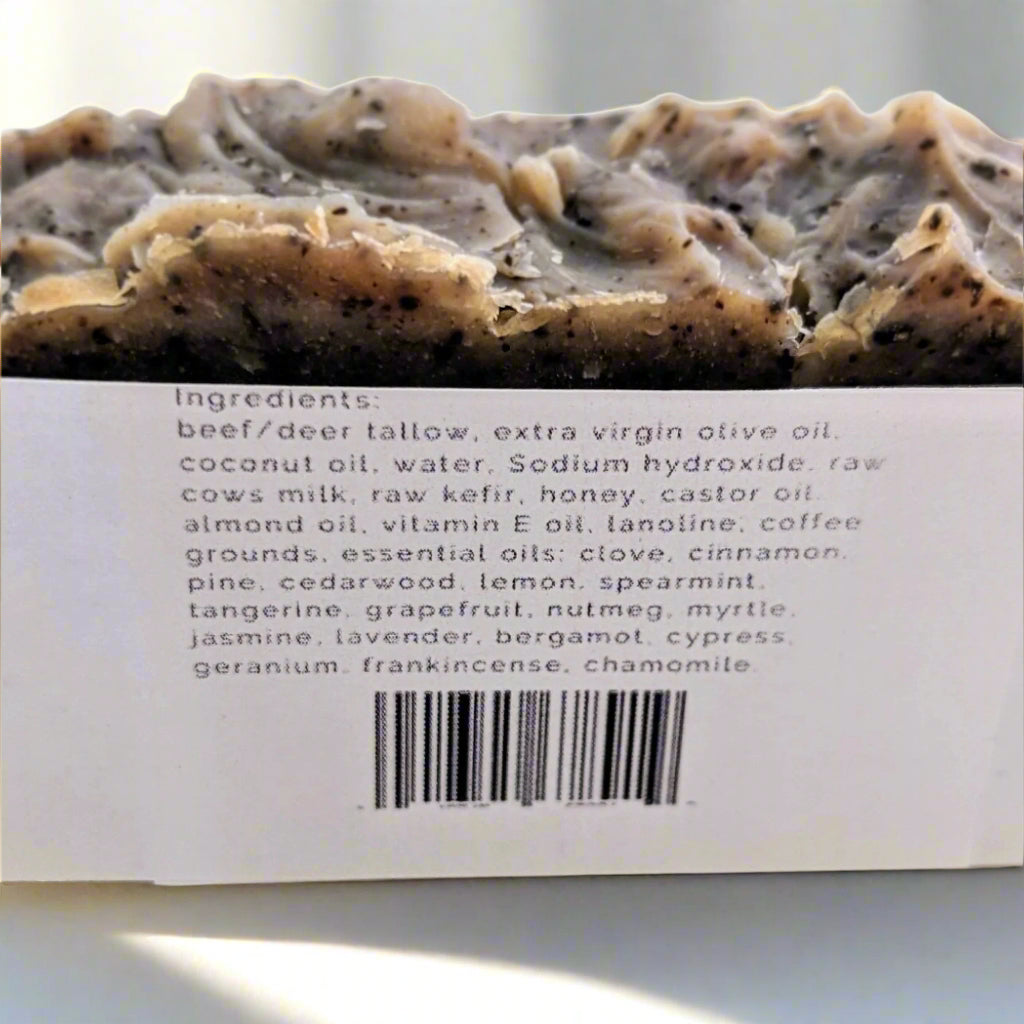 Ingredients:
beef/deer tallow, extra virgin olive oil,
coconut oil, water, Sodium hydroxide, raw
cows milk, raw kefir, honey, castor oil,
almond oil, vitamin E oil, lanoline, coffee
grounds, essential oils: clove, cinnamon,
pine, cedarwood, lemon, spearmint,
tangerine, grapefruit, nutmeg, myrtle,
jasmine, lavender, bergamot, cypress,
geranium, frankincense, chamomile.